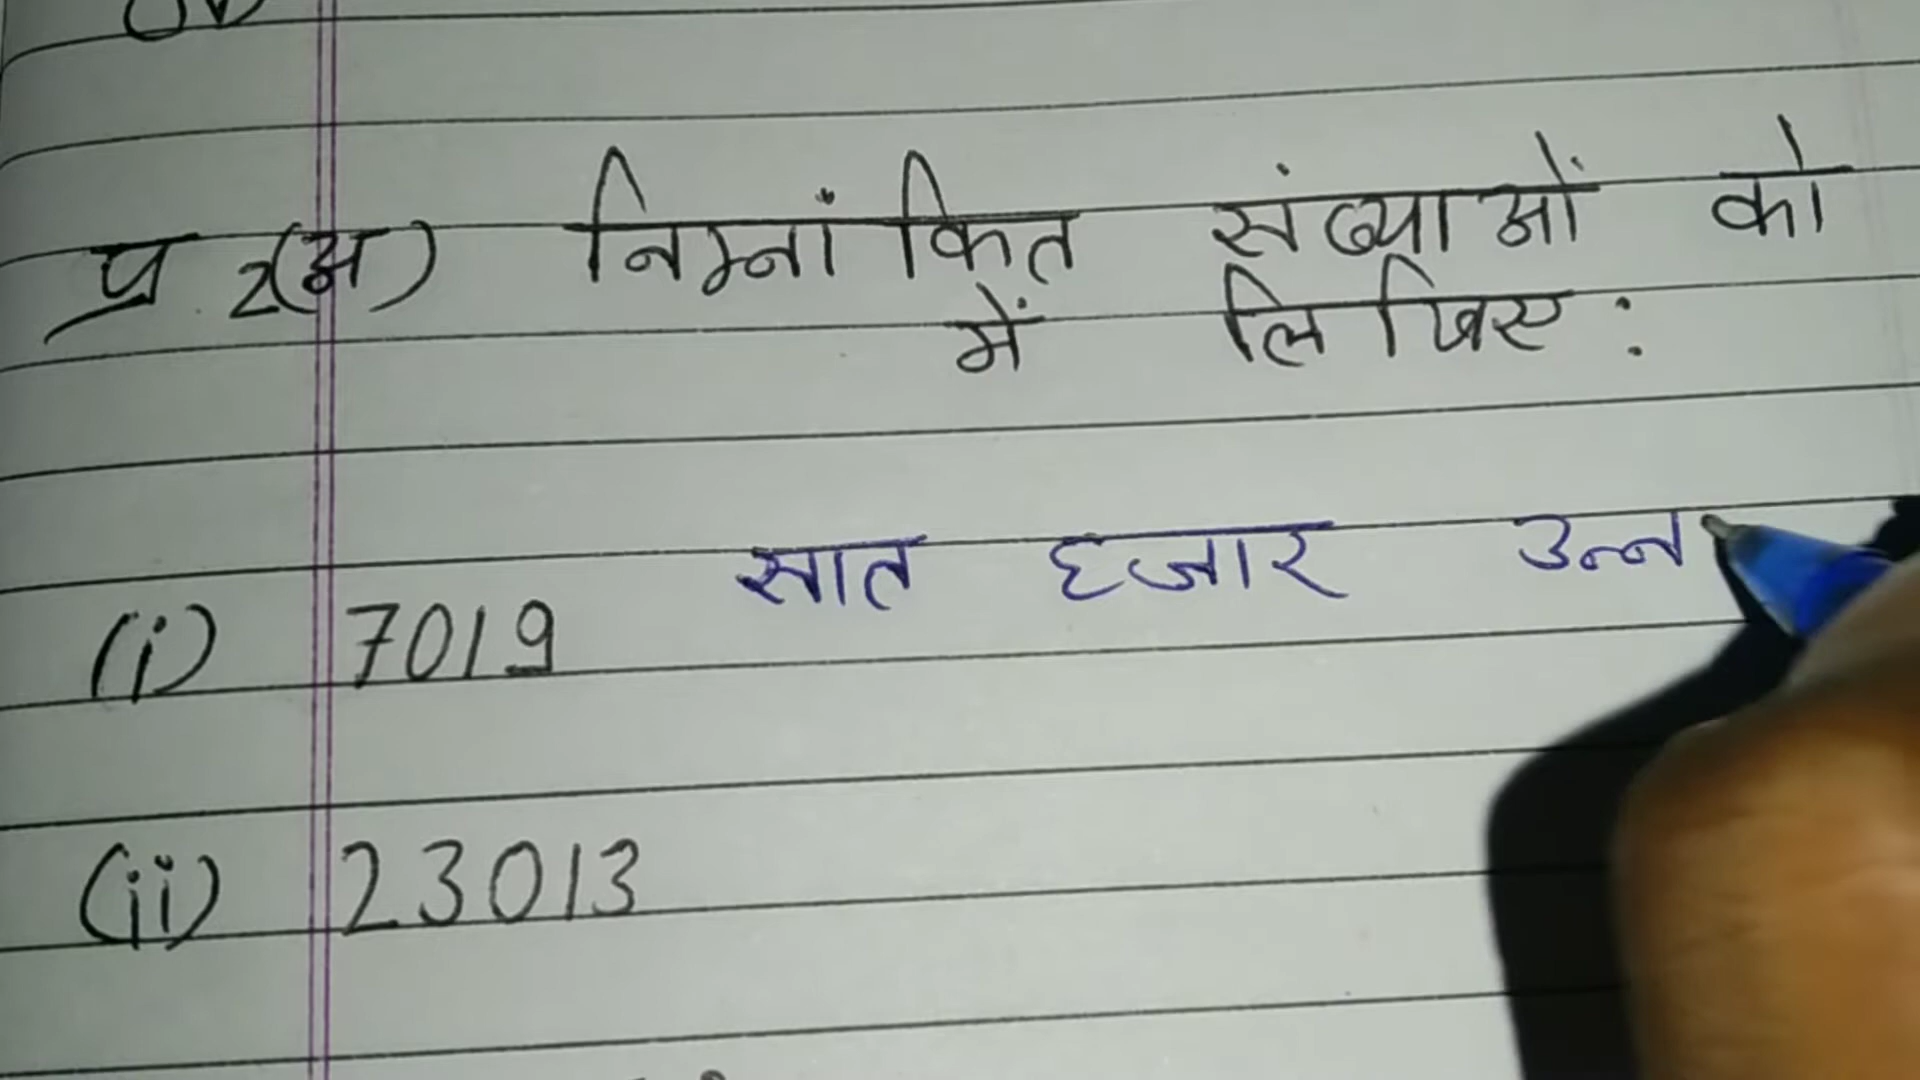 प्र 2(अ) निम्नांकित संख्याओं को
में लिखिए :
सात हजार उन्न
(i) 7019
(ii) 23013